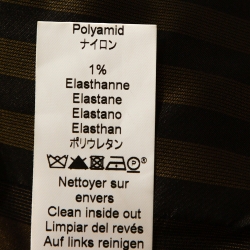 Polyamid
ナイロン
1%
Elasthanne
Elastane
Elastano
Elasthan
ポリウレタン
Nettoyer sur
envers
Clean inside out
Limpiar del revés
Auf links reinigen